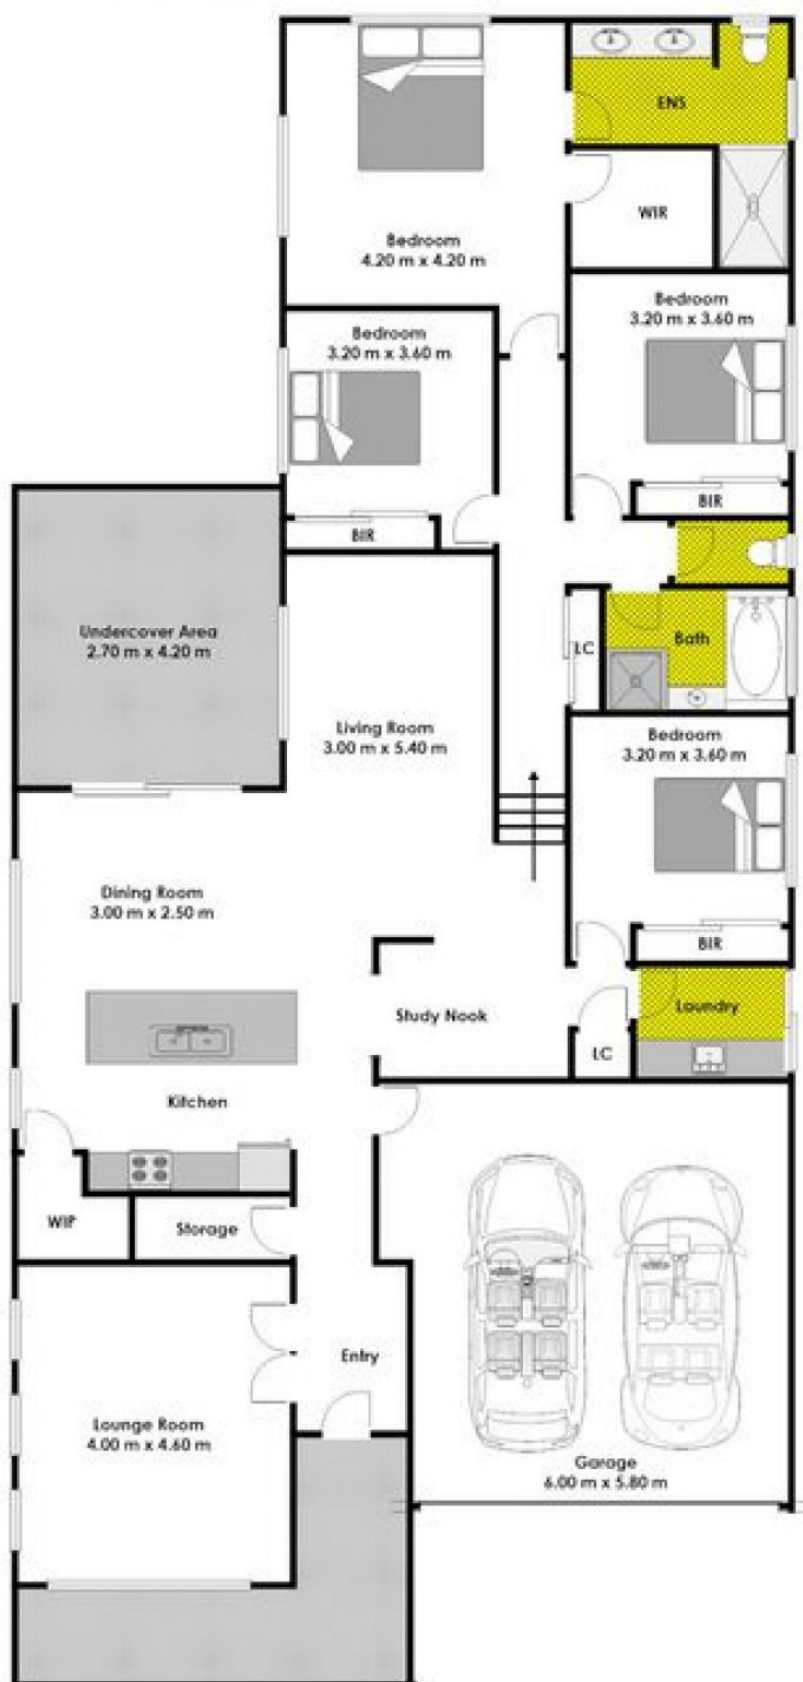 ENS
WIR
Bedroom
4.20 m x 4.20 m
Bedroom
3.20 m x 3.60 m
Bedroom
3.20 m x 3.60 m
BIR
BIR
Undercover Area
2.70 m x 4.20 m
Living Room
3.00 m x 5.40 m
LC
Bath
Bedroom
3.20 m x 3.60 m
Dining Room
3.00 m x 2.50 m
BIR
Study Nook
Laundry
LC
Kitchen
WIP
Storage
Entry
Lounge Room
4.00 m x 4.60 m
Garage
6.00 m x 5.80 m